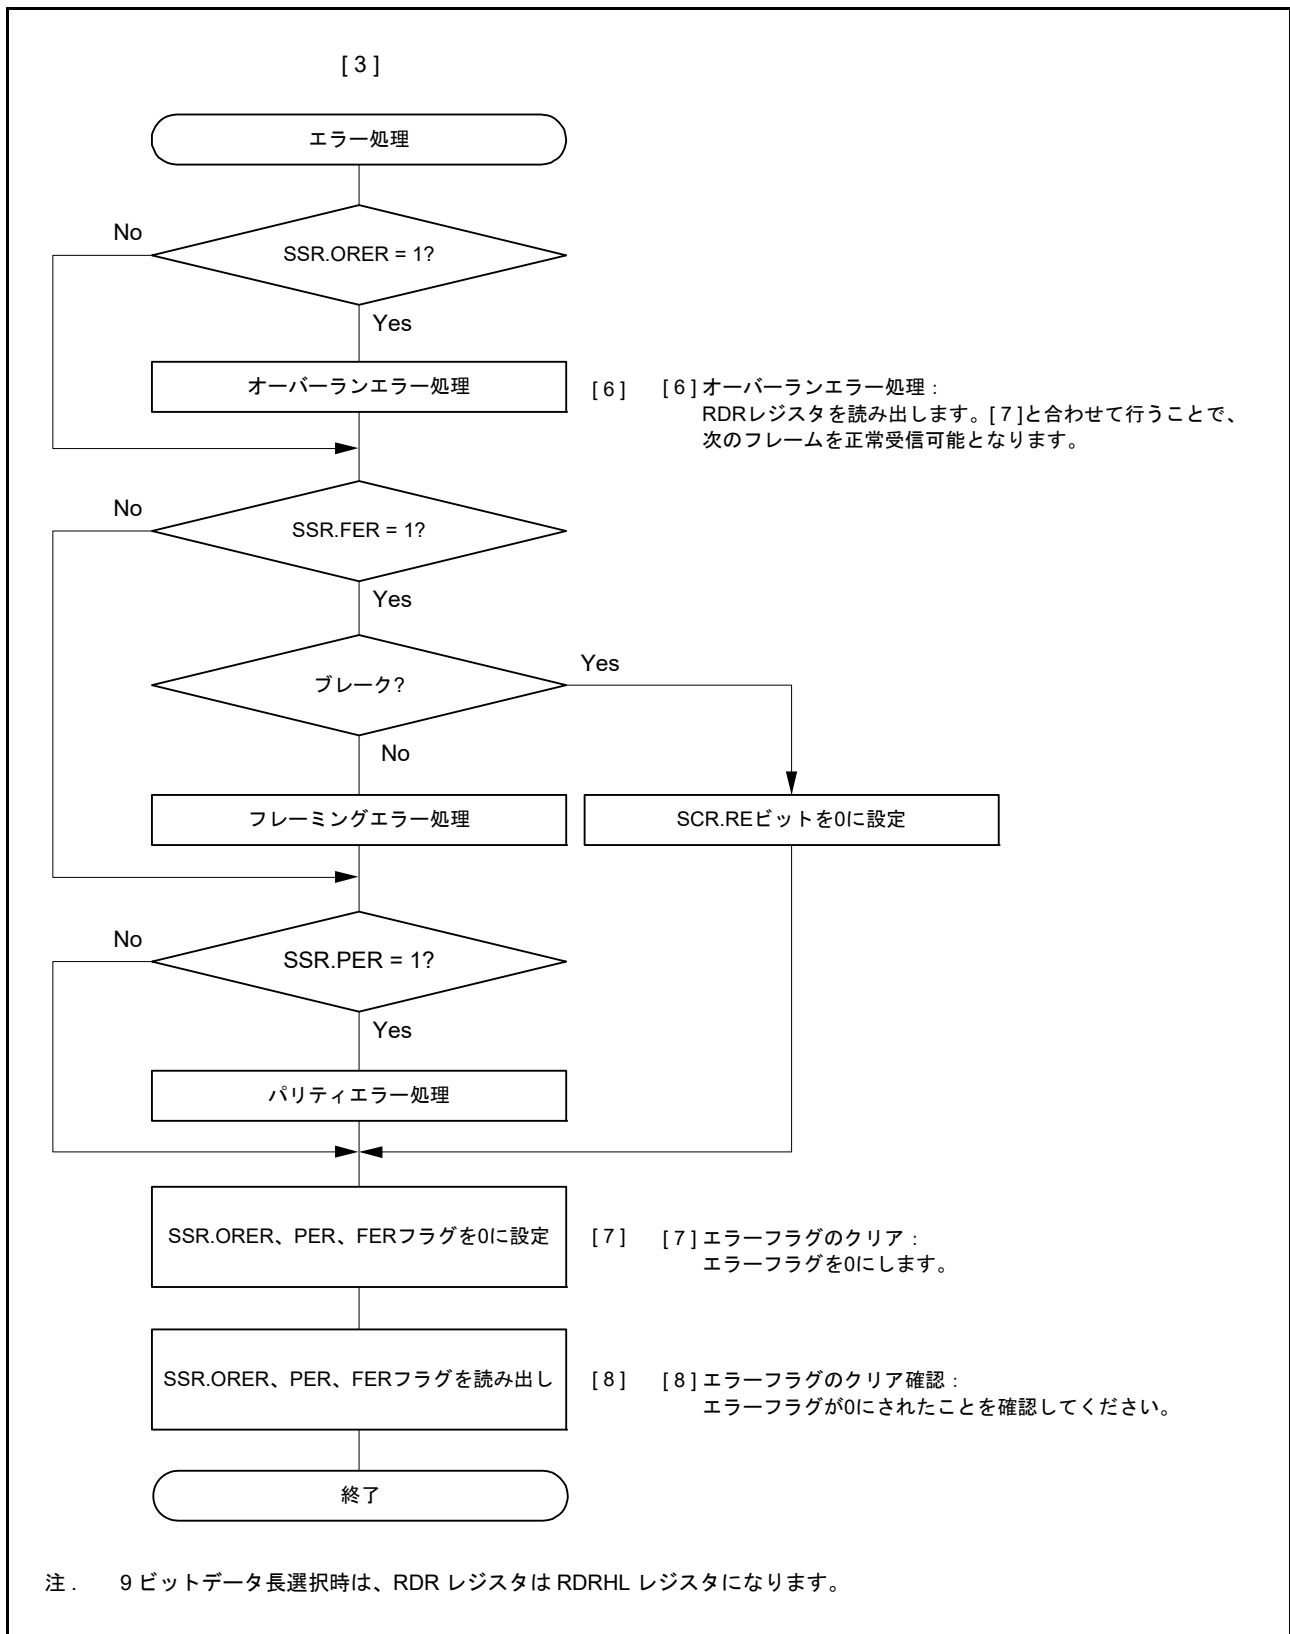 [ 3 ]
エラー処理
No
SSR.ORER = 1?
Yes
オーバーランエラー処理
[ 6 ]
[ 6 ] オーバーランエラー処理：
RDRレジスタを読み出します。[ 7 ]と合わせて行うことで、
次のフレームを正常受信可能となります。
No
SSR.FER = 1?
Yes
ブレーク?
Yes
No
フレーミングエラー処理
SCR.REビットを0に設定
No
SSR.PER = 1?
Yes
パリティエラー処理
SSR.ORER、PER、FERフラグを0に設定
[ 7 ]
[ 7 ] エラーフラグのクリア：
エラーフラグを0にします。
SSR.ORER、PER、FERフラグを読み出し
[ 8 ]
[ 8 ] エラーフラグのクリア確認：
エラーフラグが0にされたことを確認してください。
終了
注 . 9 ビットデータ長選択時は、RDR レジスタは RDRHL レジスタになります。